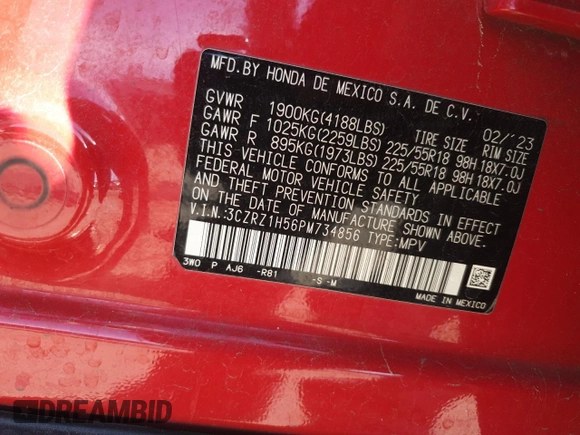 MFD.BY HONDA DE MEXICO S.A. DE C.V.
02/'23
GVWR 1900KG(4188LBS) TIRE SIZE RIM SIZE
GAWR F 1025KG(2259LBS) 225/55R18 98H 18X7.0J
GAWR R 895KG(1973LBS) 225/55R18 98H 18X7.0J
THIS VEHICLE CONFORMS TO ALL APPLICABLE
FEDERAL MOTOR VEHICLE SAFETY
AND THEFT PREVENTION STANDARDS IN EFFECT
ON THE DATE OF MANUFACTURE SHOWN ABOVE.
V.I.N.:3CZRZ1H56PM734856 TYPE:MPV
3W0 P AJ6 -R81 -S -M
MADE IN MEXICO
DREAMBID